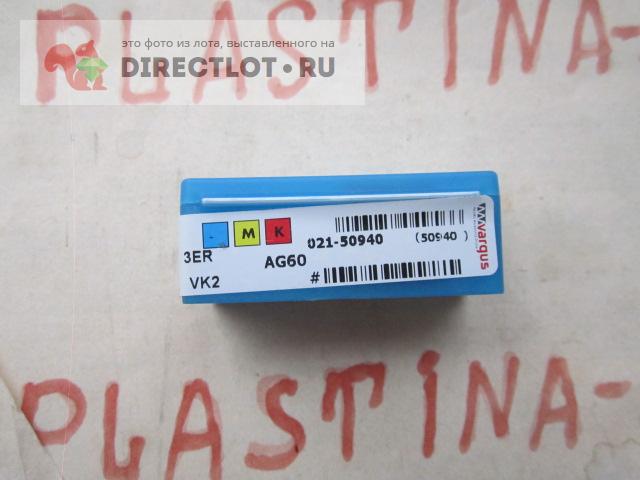 PLASTINA-
это фото из лота, выставленного на
DIRECTLOT.RU
M K
021-50940 (50940 )
vargus
3ER AG60
VK2 #
PLASTINA-